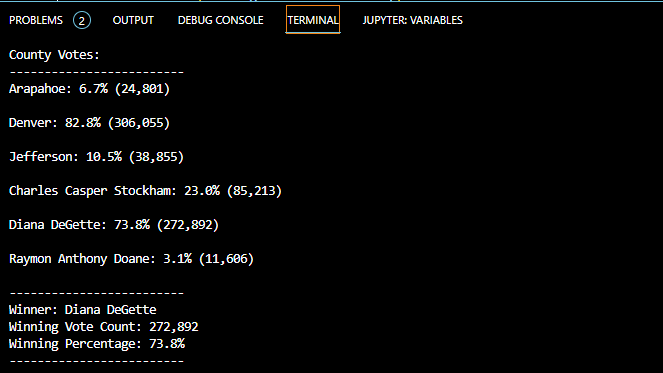 PROBLEMS 2 OUTPUT DEBUG CONSOLE TERMINAL JUPYTER: VARIABLES
County Votes:
-------------------------
Arapahoe: 6.7% (24,801)
Denver: 82.8% (306,055)
Jefferson: 10.5% (38,855)
Charles Casper Stockham: 23.0% (85,213)
Diana DeGette: 73.8% (272,892)
Raymon Anthony Doane: 3.1% (11,606)
-------------------------
Winner: Diana DeGette
Winning Vote Count: 272,892
Winning Percentage: 73.8%
-------------------------